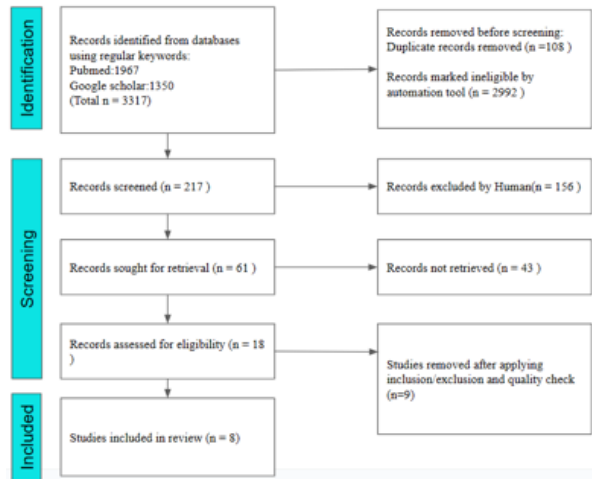 Identification
Records identified from databases
using regular keywords:
Pubmed:1967
Google scholar:1350
(Total n = 3317)
Records removed before screening:
Duplicate records removed (n =108 )
Records marked ineligible by
automation tool (n = 2992 )
Screening
Records screened (n = 217 )
Records excluded by Human(n = 156 )
Records sought for retrieval (n = 61 )
Records not retrieved (n = 43 )
Records assessed for eligibility (n = 18
)
Studies removed after applying
inclusion/exclusion and quality check
(n=9)
Included
Studies included in review (n = 8)